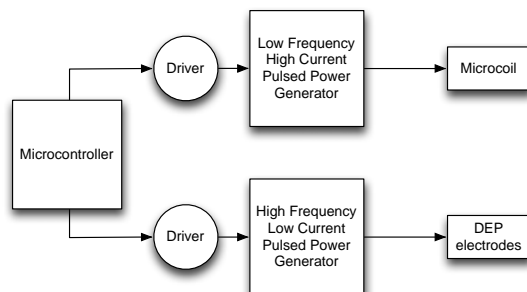 Low Frequency
High Current
Pulsed Power
Generator
Driver
Microcoil
Microcontroller
High Frequency
Low Current
Pulsed Power
Generator
Driver
DEP
electrodes